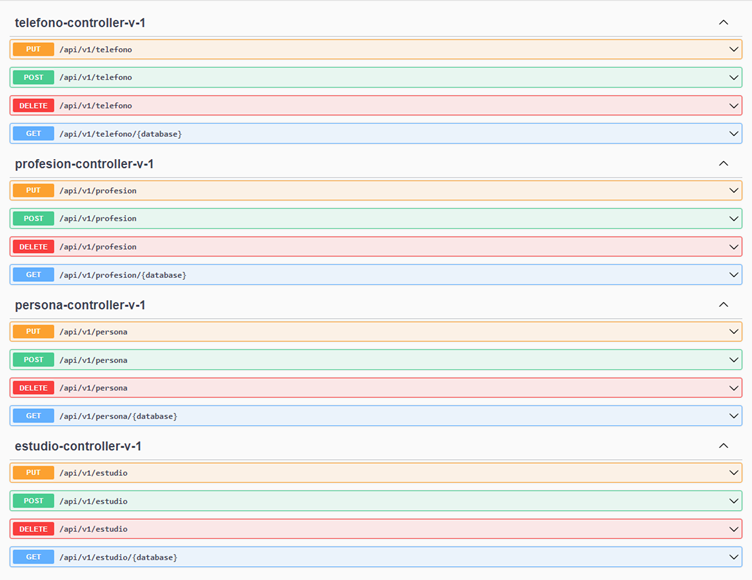 telefono-controller-v-1
PUT /api/v1/telefono
POST /api/v1/telefono
DELETE /api/v1/telefono
GET /api/v1/telefono/{database}
profesion-controller-v-1
PUT /api/v1/profesion
POST /api/v1/profesion
DELETE /api/v1/profesion
GET /api/v1/profesion/{database}
persona-controller-v-1
PUT /api/v1/persona
POST /api/v1/persona
DELETE /api/v1/persona
GET /api/v1/persona/{database}
estudio-controller-v-1
PUT /api/v1/estudio
POST /api/v1/estudio
DELETE /api/v1/estudio
GET /api/v1/estudio/{database}